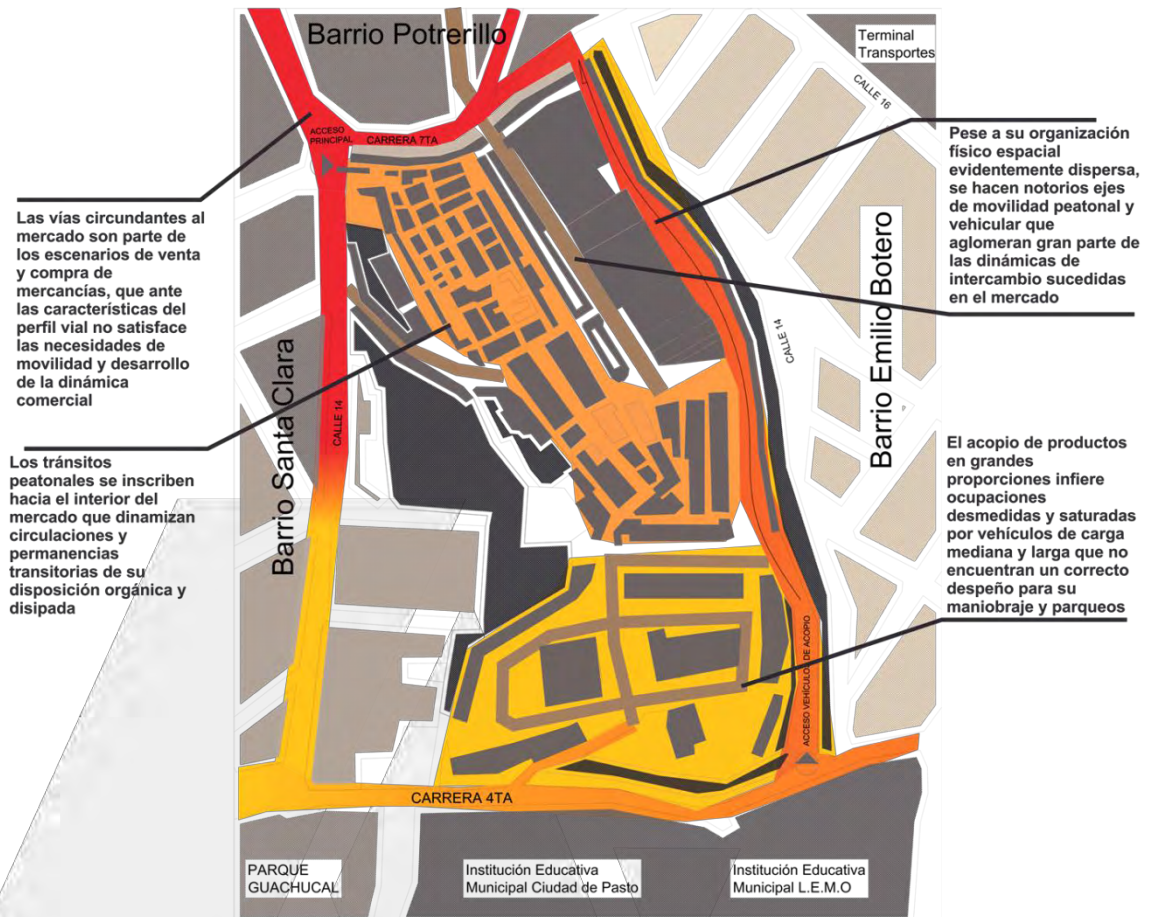 Barrio Potrerillo
Terminal
Transportes
CALLE 16
ACCESO
PRINCIPAL
CARRERA 7TA
Las vías circundantes al
mercado son parte de
los escenarios de venta
y compra de
mercancías, que ante
las características del
perfil vial no satisface
las necesidades de
movilidad y desarrollo
de la dinámica
comercial
Pese a su organización
físico espacial
evidentemente dispersa,
se hacen notorios ejes
de movilidad peatonal y
vehicular que
aglomeran gran parte de
las dinámicas de
intercambio sucedidas
en el mercado
Barrio Emilio Botero
CALLE 14
Barrio Santa Clara
CALLE 14
Los tránsitos
peatonales se inscriben
hacia el interior del
mercado que dinamizan
circulaciones y
permanencias
transitorias de su
disposición orgánica y
disipada
El acopio de productos
en grandes
proporciones infiere
ocupaciones
desmedidas y saturadas
por vehículos de carga
mediana y larga que no
encuentran un correcto
despeño para su
maniobraje y parqueos
ACCESO VEHÍCULOS DE ACOPIO
CARRERA 4TA
PARQUE
GUACHUCAL
Institución Educativa
Municipal Ciudad de Pasto
Institución Educativa
Municipal L.E.M.O